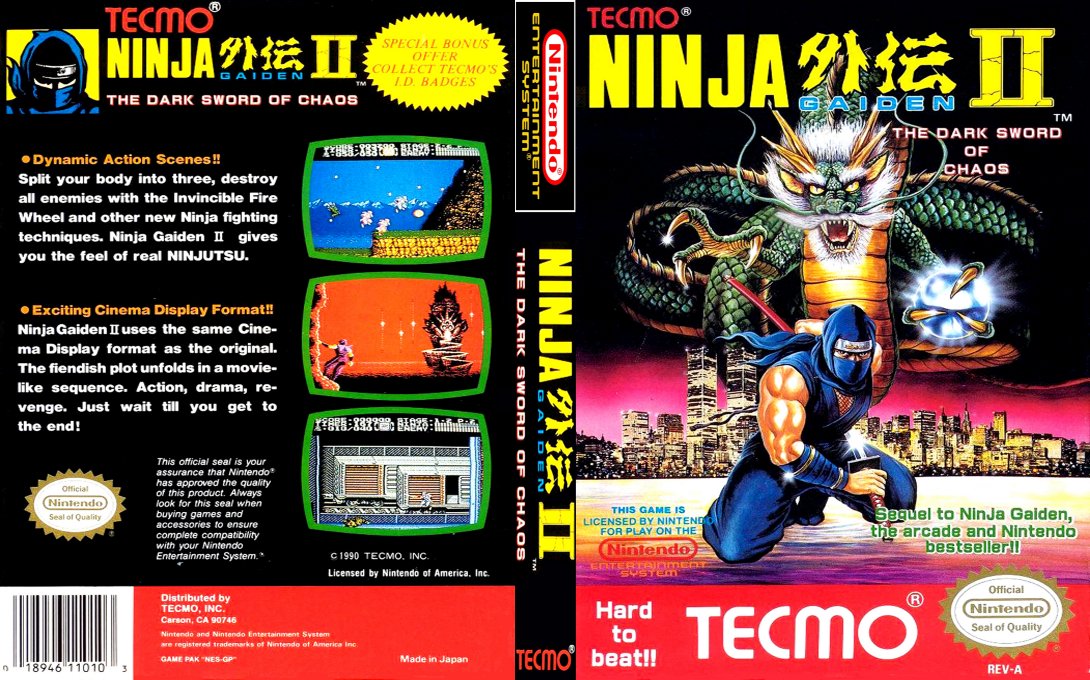 TECMO®
NINJA 外伝 II
GAIDEN
™
THE DARK SWORD OF CHAOS
SPECIAL BONUS
OFFER
COLLECT TECMO'S
I.D. BADGES
●Dynamic Action Scenes!!
Split your body into three, destroy
all enemies with the Invincible Fire
Wheel and other new Ninja fighting
techniques. Ninja Gaiden II gives
you the feel of real NINJUTSU.
●Exciting Cinema Display Format!!
Ninja Gaiden II uses the same Cine-
ma Display format as the original.
The fiendish plot unfolds in a movie-
like sequence. Action, drama, re-
venge. Just wait till you get to
the end!
Official
Nintendo®
Seal of Quality
This official seal is your
assurance that Nintendo®
has approved the quality
of this product. Always
look for this seal when
buying games and
accessories to ensure
complete compatibility
with your Nintendo
Entertainment System.®
©1990 TECMO, INC.
Licensed by Nintendo of America, Inc.
0 18946 11010 3
Distributed by
TECMO, INC.
Carson, CA 90746
Nintendo and Nintendo Entertainment System
are registered trademarks of Nintendo of America Inc.
GAME PAK "NES-GP"
Made in Japan
Nintendo®
ENTERTAINMENT
SYSTEM®
NINJA 外伝 II
GAIDEN
™
THE DARK SWORD OF CHAOS
TECMO®
TECMO®
NINJA 外伝 II
GAIDEN
™
THE DARK SWORD
OF
CHAOS
THIS GAME IS
LICENSED BY NINTENDO
FOR PLAY ON THE
Nintendo®
ENTERTAINMENT
SYSTEM®
Sequel to Ninja Gaiden,
the arcade and Nintendo
bestseller!!
Hard
to
beat!!
TECMO®
Official
Nintendo®
Seal of Quality
REV-A